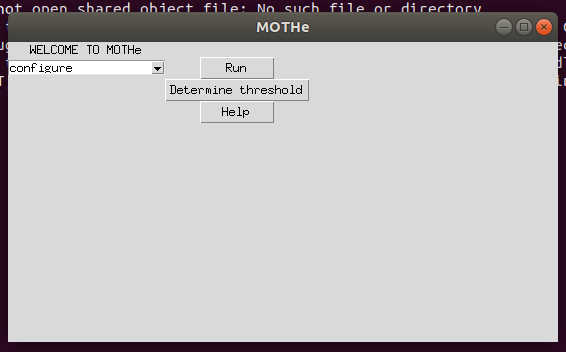 not open shared object file: No such file or directory
MOTHe
WELCOME TO MOTHe
configure
Run
Determine threshold
Help